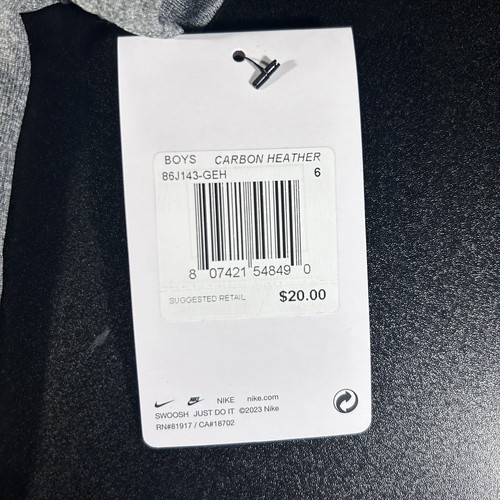 BOYS CARBON HEATHER
86J143-GEH 6
8 07421 54849 0
SUGGESTED RETAIL $20.00
NIKE nike.com
SWOOSH JUST DO IT ©2023 Nike
RN#81917 / CA#18702